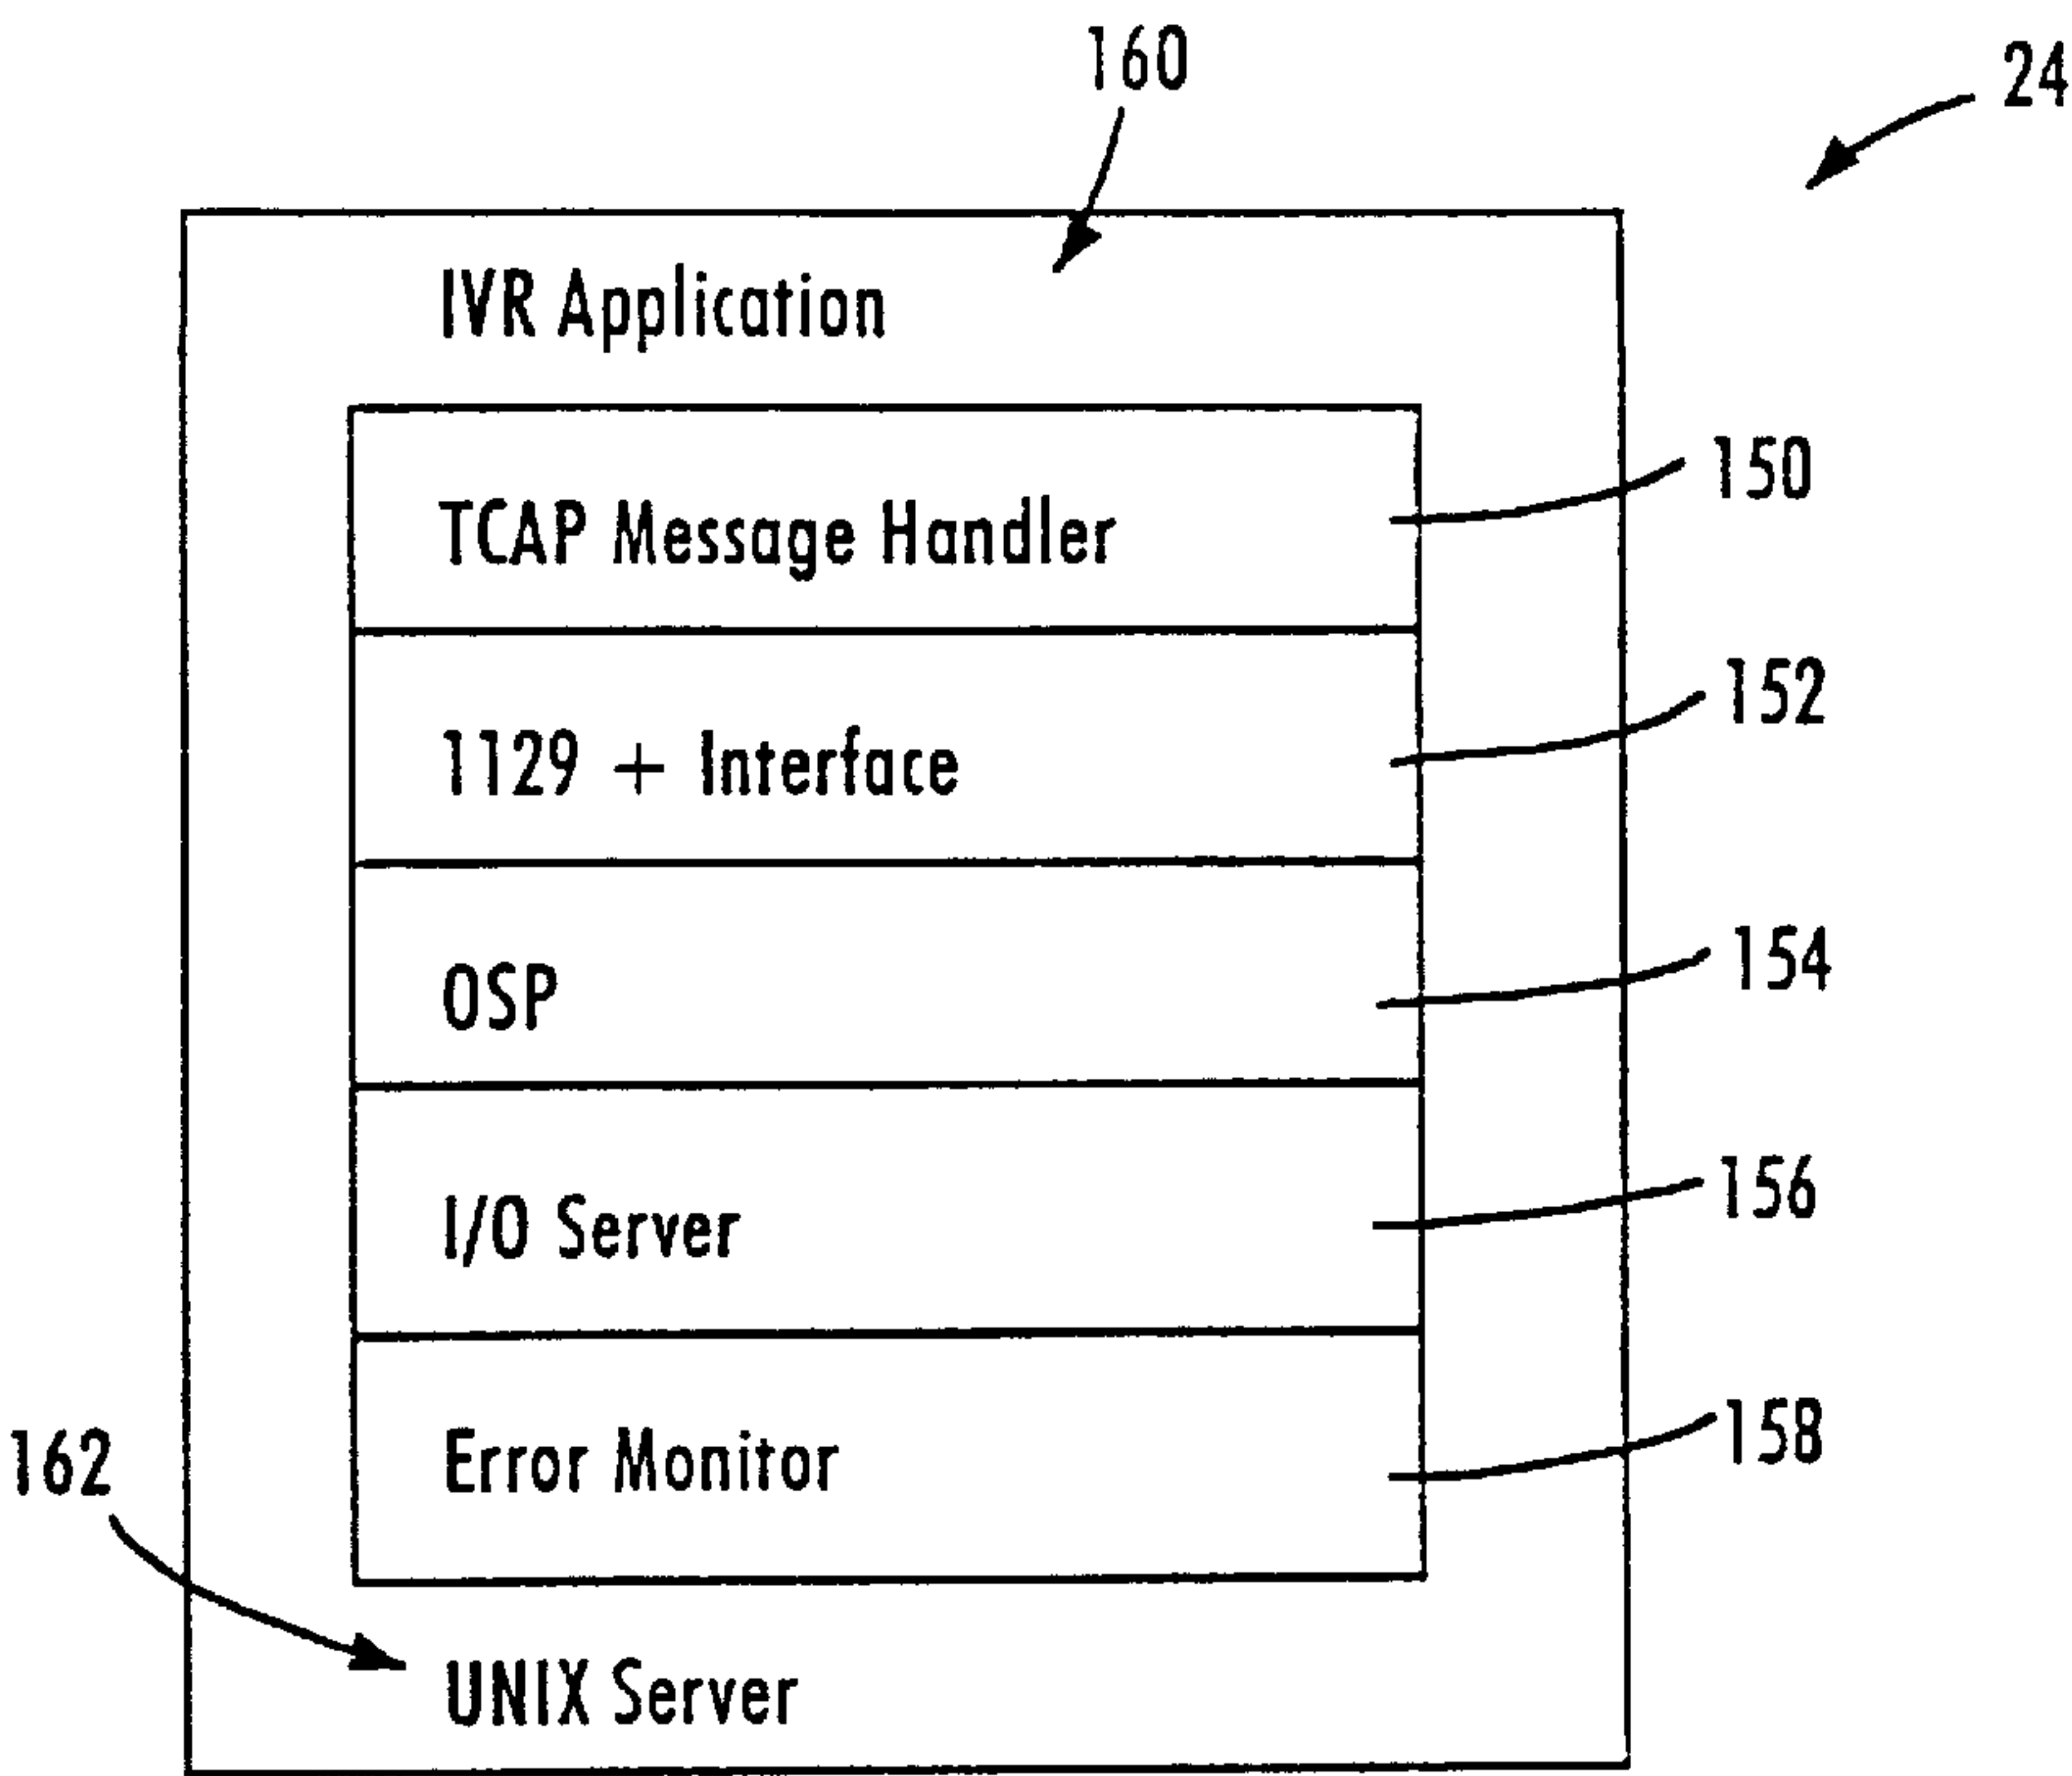 160
24
IVR Application
TCAP Message Handler
150
1129 + Interface
152
OSP
154
I/O Server
156
Error Monitor
158
162
UNIX Server